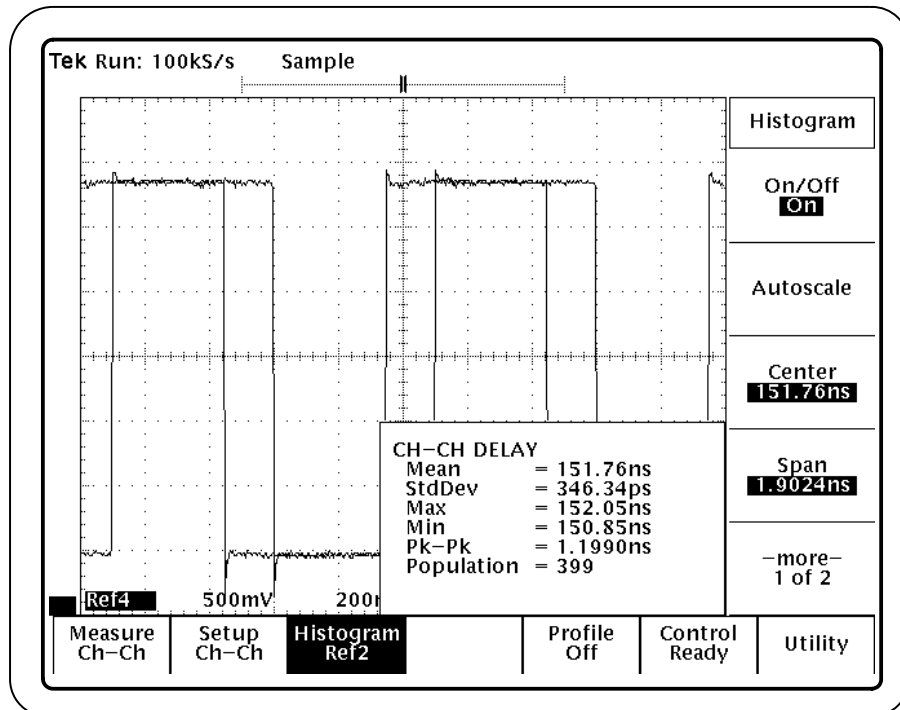 Tek Run: 100kS/s Sample
Histogram
On/Off
On
Autoscale
Center
151.76ns
Span
1.9024ns
−more−
1 of 2
CH−CH DELAY
Mean = 151.76ns
StdDev = 346.34ps
Max = 152.05ns
Min = 150.85ns
Pk−Pk = 1.1990ns
Population = 399
Ref4 500mV 200
Measure
Ch−Ch
Setup
Ch−Ch
Histogram
Ref2
Profile
Off
Control
Ready
Utility